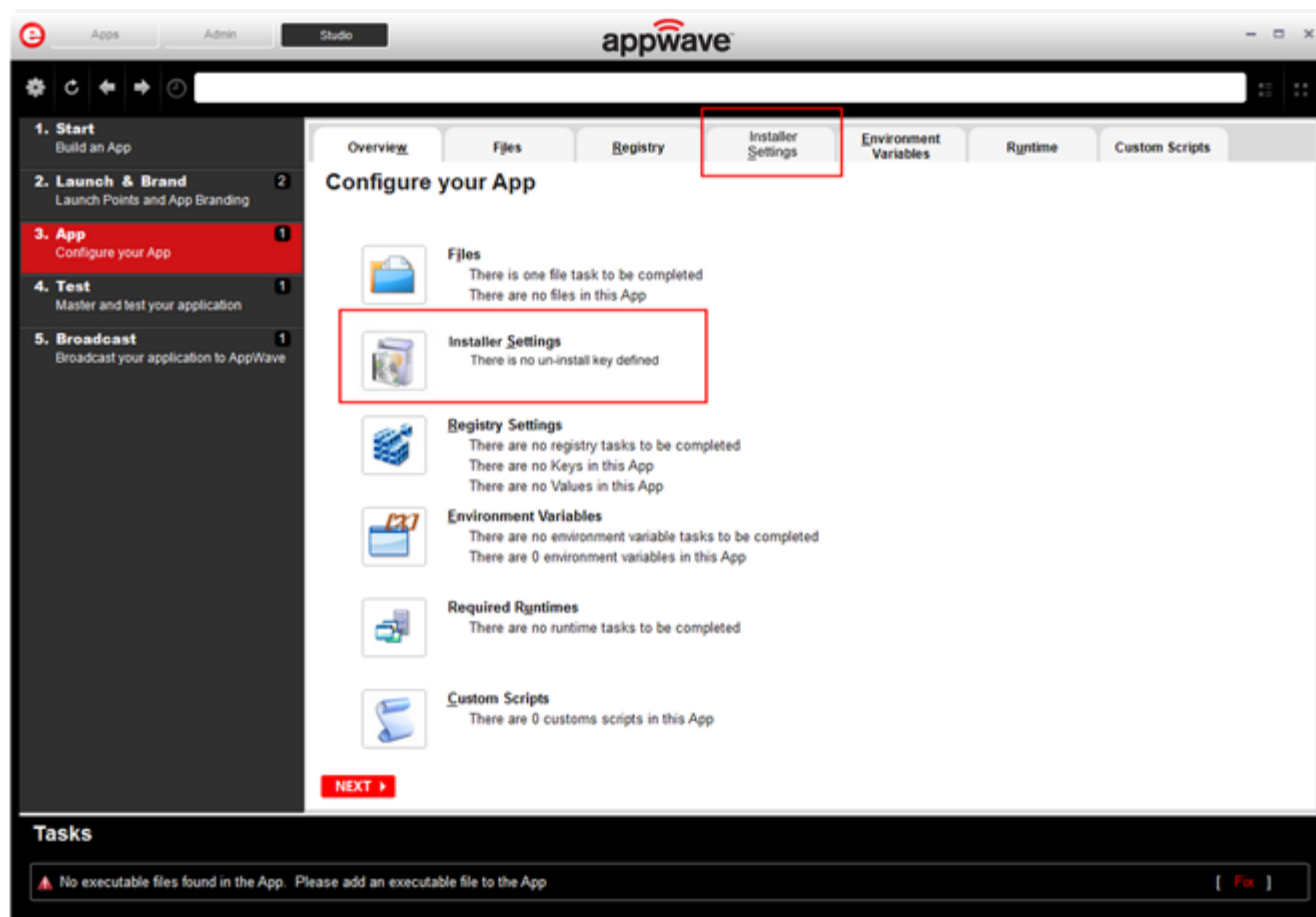 e
Apps
Admin
Studio
appwave
1. Start
Build an App
2. Launch & Brand 2
Launch Points and App Branding
3. App 1
Configure your App
4. Test 1
Master and test your application
5. Broadcast 1
Broadcast your application to AppWave
Overview
Files
Registry
Installer
Settings
Environment
Variables
Runtime
Custom Scripts
Configure your App
Files
There is one file task to be completed
There are no files in this App
Installer Settings
There is no un-install key defined
Registry Settings
There are no registry tasks to be completed
There are no Keys in this App
There are no Values in this App
Environment Variables
There are no environment variable tasks to be completed
There are 0 environment variables in this App
Required Runtimes
There are no runtime tasks to be completed
Custom Scripts
There are 0 customs scripts in this App
NEXT
Tasks
No executable files found in the App. Please add an executable file to the App [ Fix ]